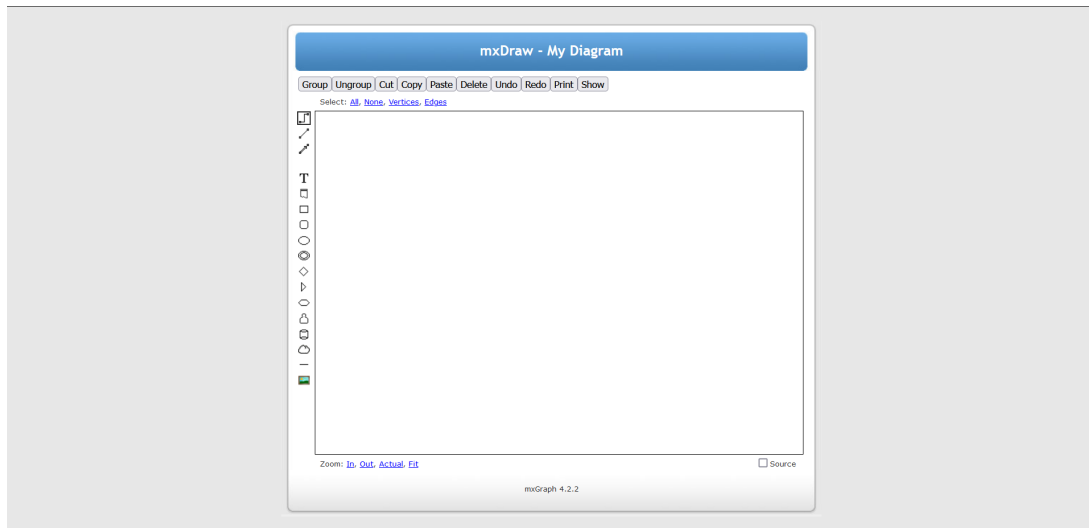 mxDraw - My Diagram
Group Ungroup Cut Copy Paste Delete Undo Redo Print Show
Select: All, None, Vertices, Edges
T
Zoom: In, Out, Actual, Fit
Source
mxGraph 4.2.2